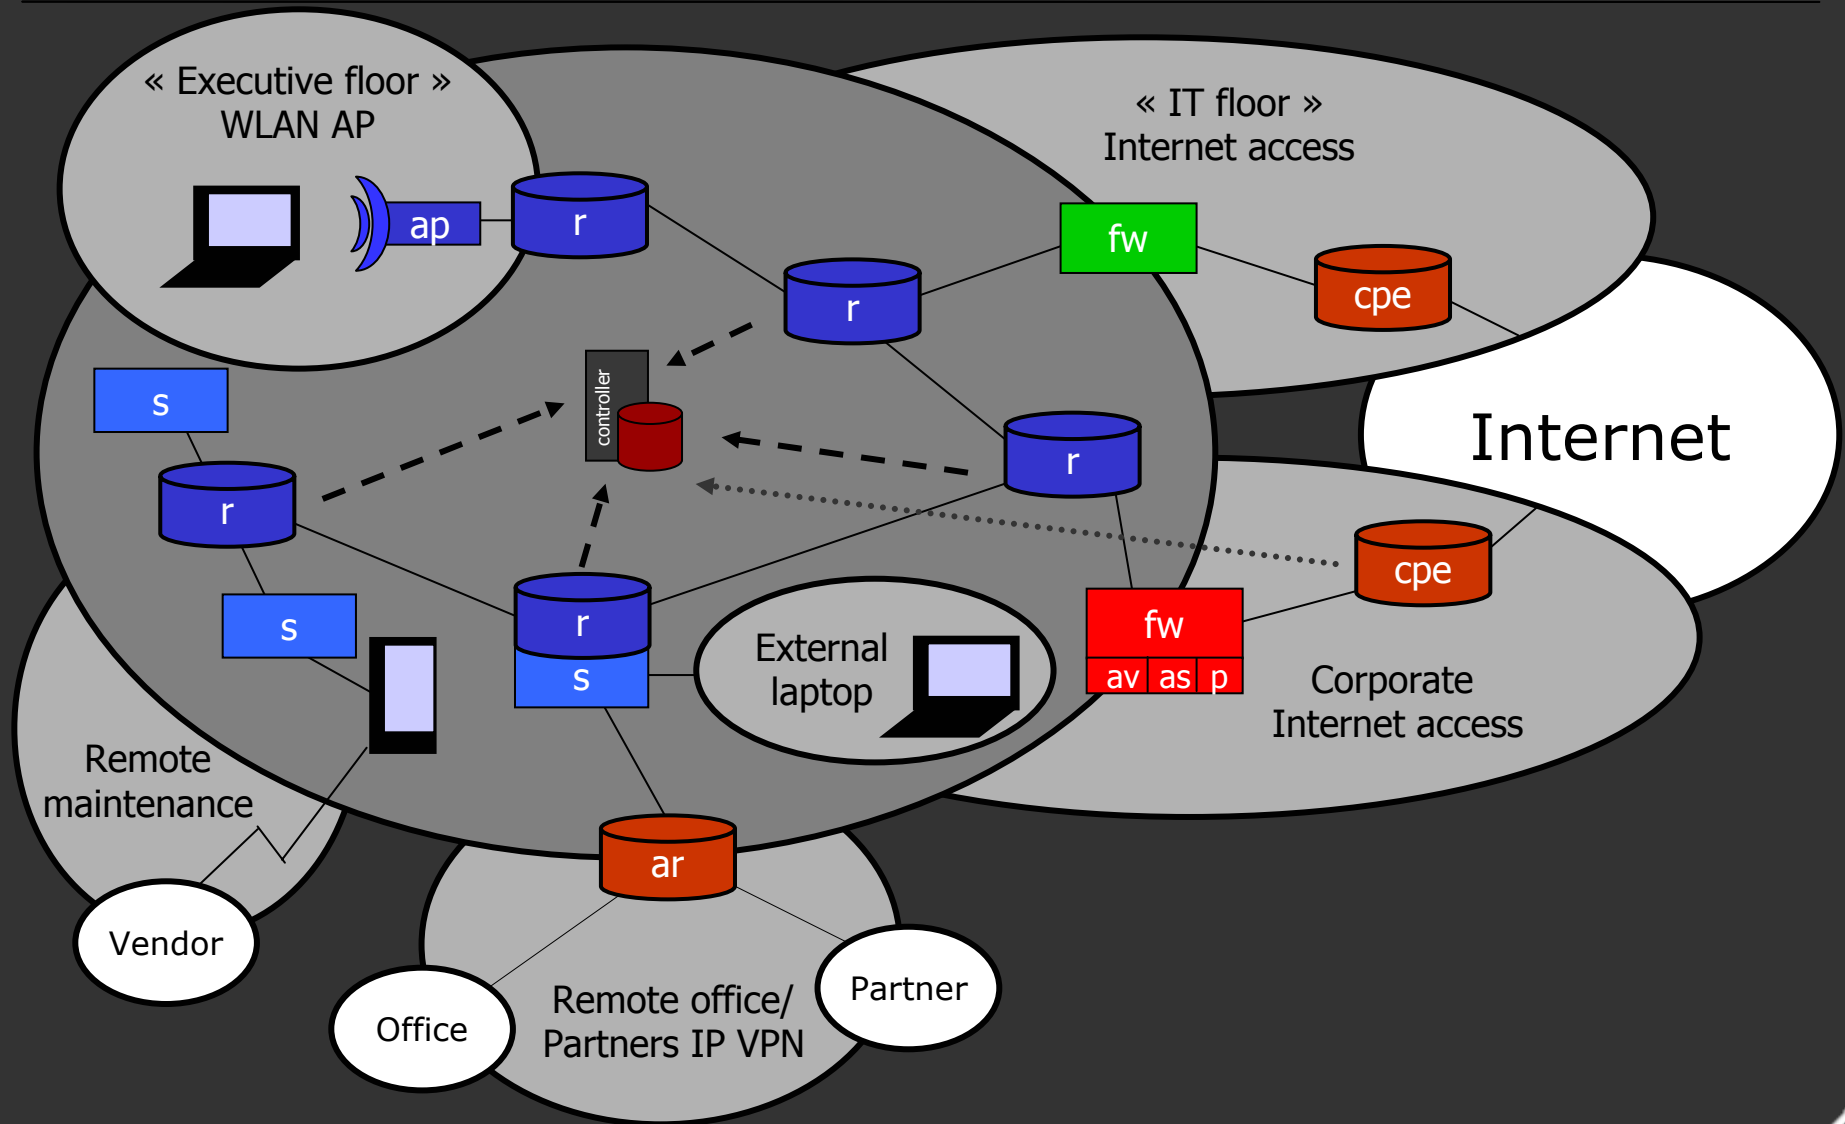 « Executive floor »
WLAN AP
« IT floor »
Internet access
ap
r
fw
r
cpe
controller
s
Internet
r
r
cpe
s
r
s
External
laptop
fw
av as p
Corporate
Internet access
Remote
maintenance
ar
Vendor
Office
Remote office/
Partners IP VPN
Partner